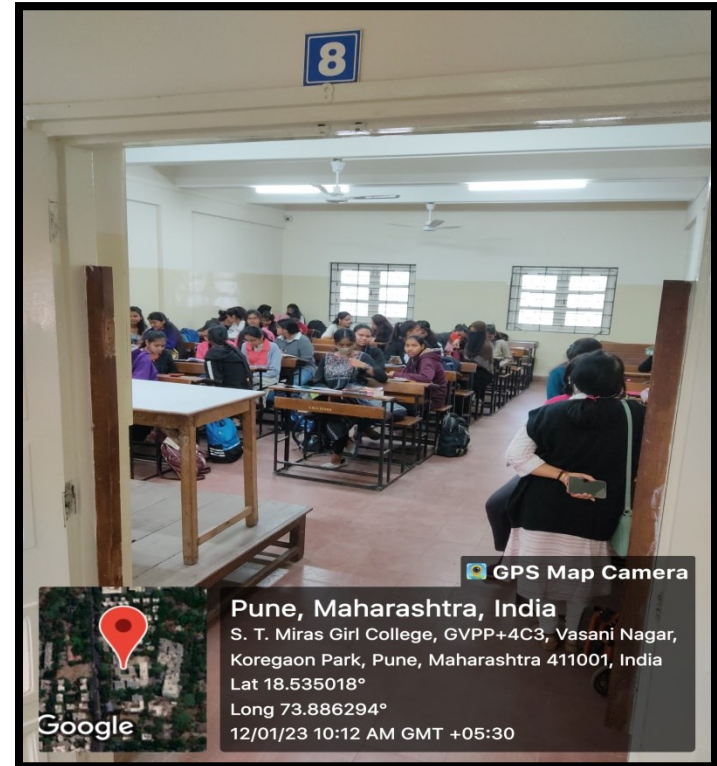 8
GPS Map Camera
Pune, Maharashtra, India
S. T. Miras Girl College, GVPP+4C3, Vasani Nagar,
Koregaon Park, Pune, Maharashtra 411001, India
Lat 18.535018°
Long 73.886294°
12/01/23 10:12 AM GMT +05:30
Google